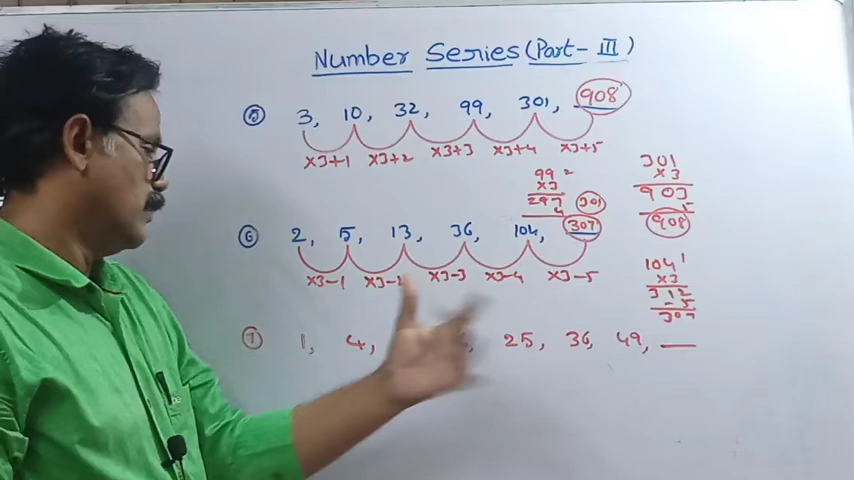 Number Series (Part - III)
5 3, 10, 32, 99, 301, 908
×3+1 ×3+2 ×3+3 ×3+4 ×3+5
99 2
×3
297
4
301
301
×3
903
5
908
6 2, 5, 13, 36, 104, 307
×3-1 ×3-3 ×3-4 ×3-5
104 1
×3
312
-5
307
7 1, 4, 25, 36, 49, __